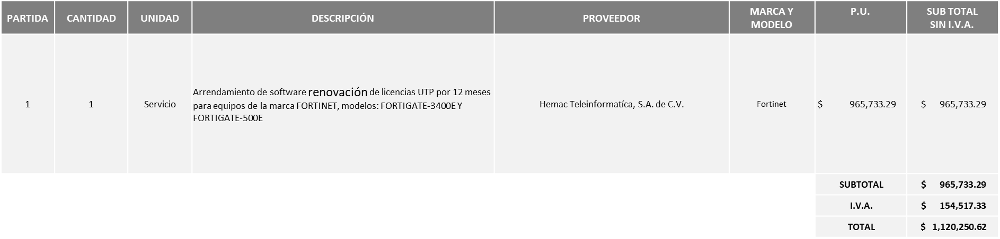 PARTIDA CANTIDAD UNIDAD DESCRIPCIÓN PROVEEDOR MARCA Y MODELO P.U. SUB TOTAL SIN I.V.A.
1 1 Servicio
Arrendamiento de software renovación de licencias UTP por 12 meses
para equipos de la marca FORTINET, modelos: FORTIGATE-3400E Y
FORTIGATE-500E
Hemac Teleinformatíca, S.A. de C.V. Fortinet $ 965,733.29 $ 965,733.29
SUBTOTAL $ 965,733.29
I.V.A. $ 154,517.33
TOTAL $ 1,120,250.62